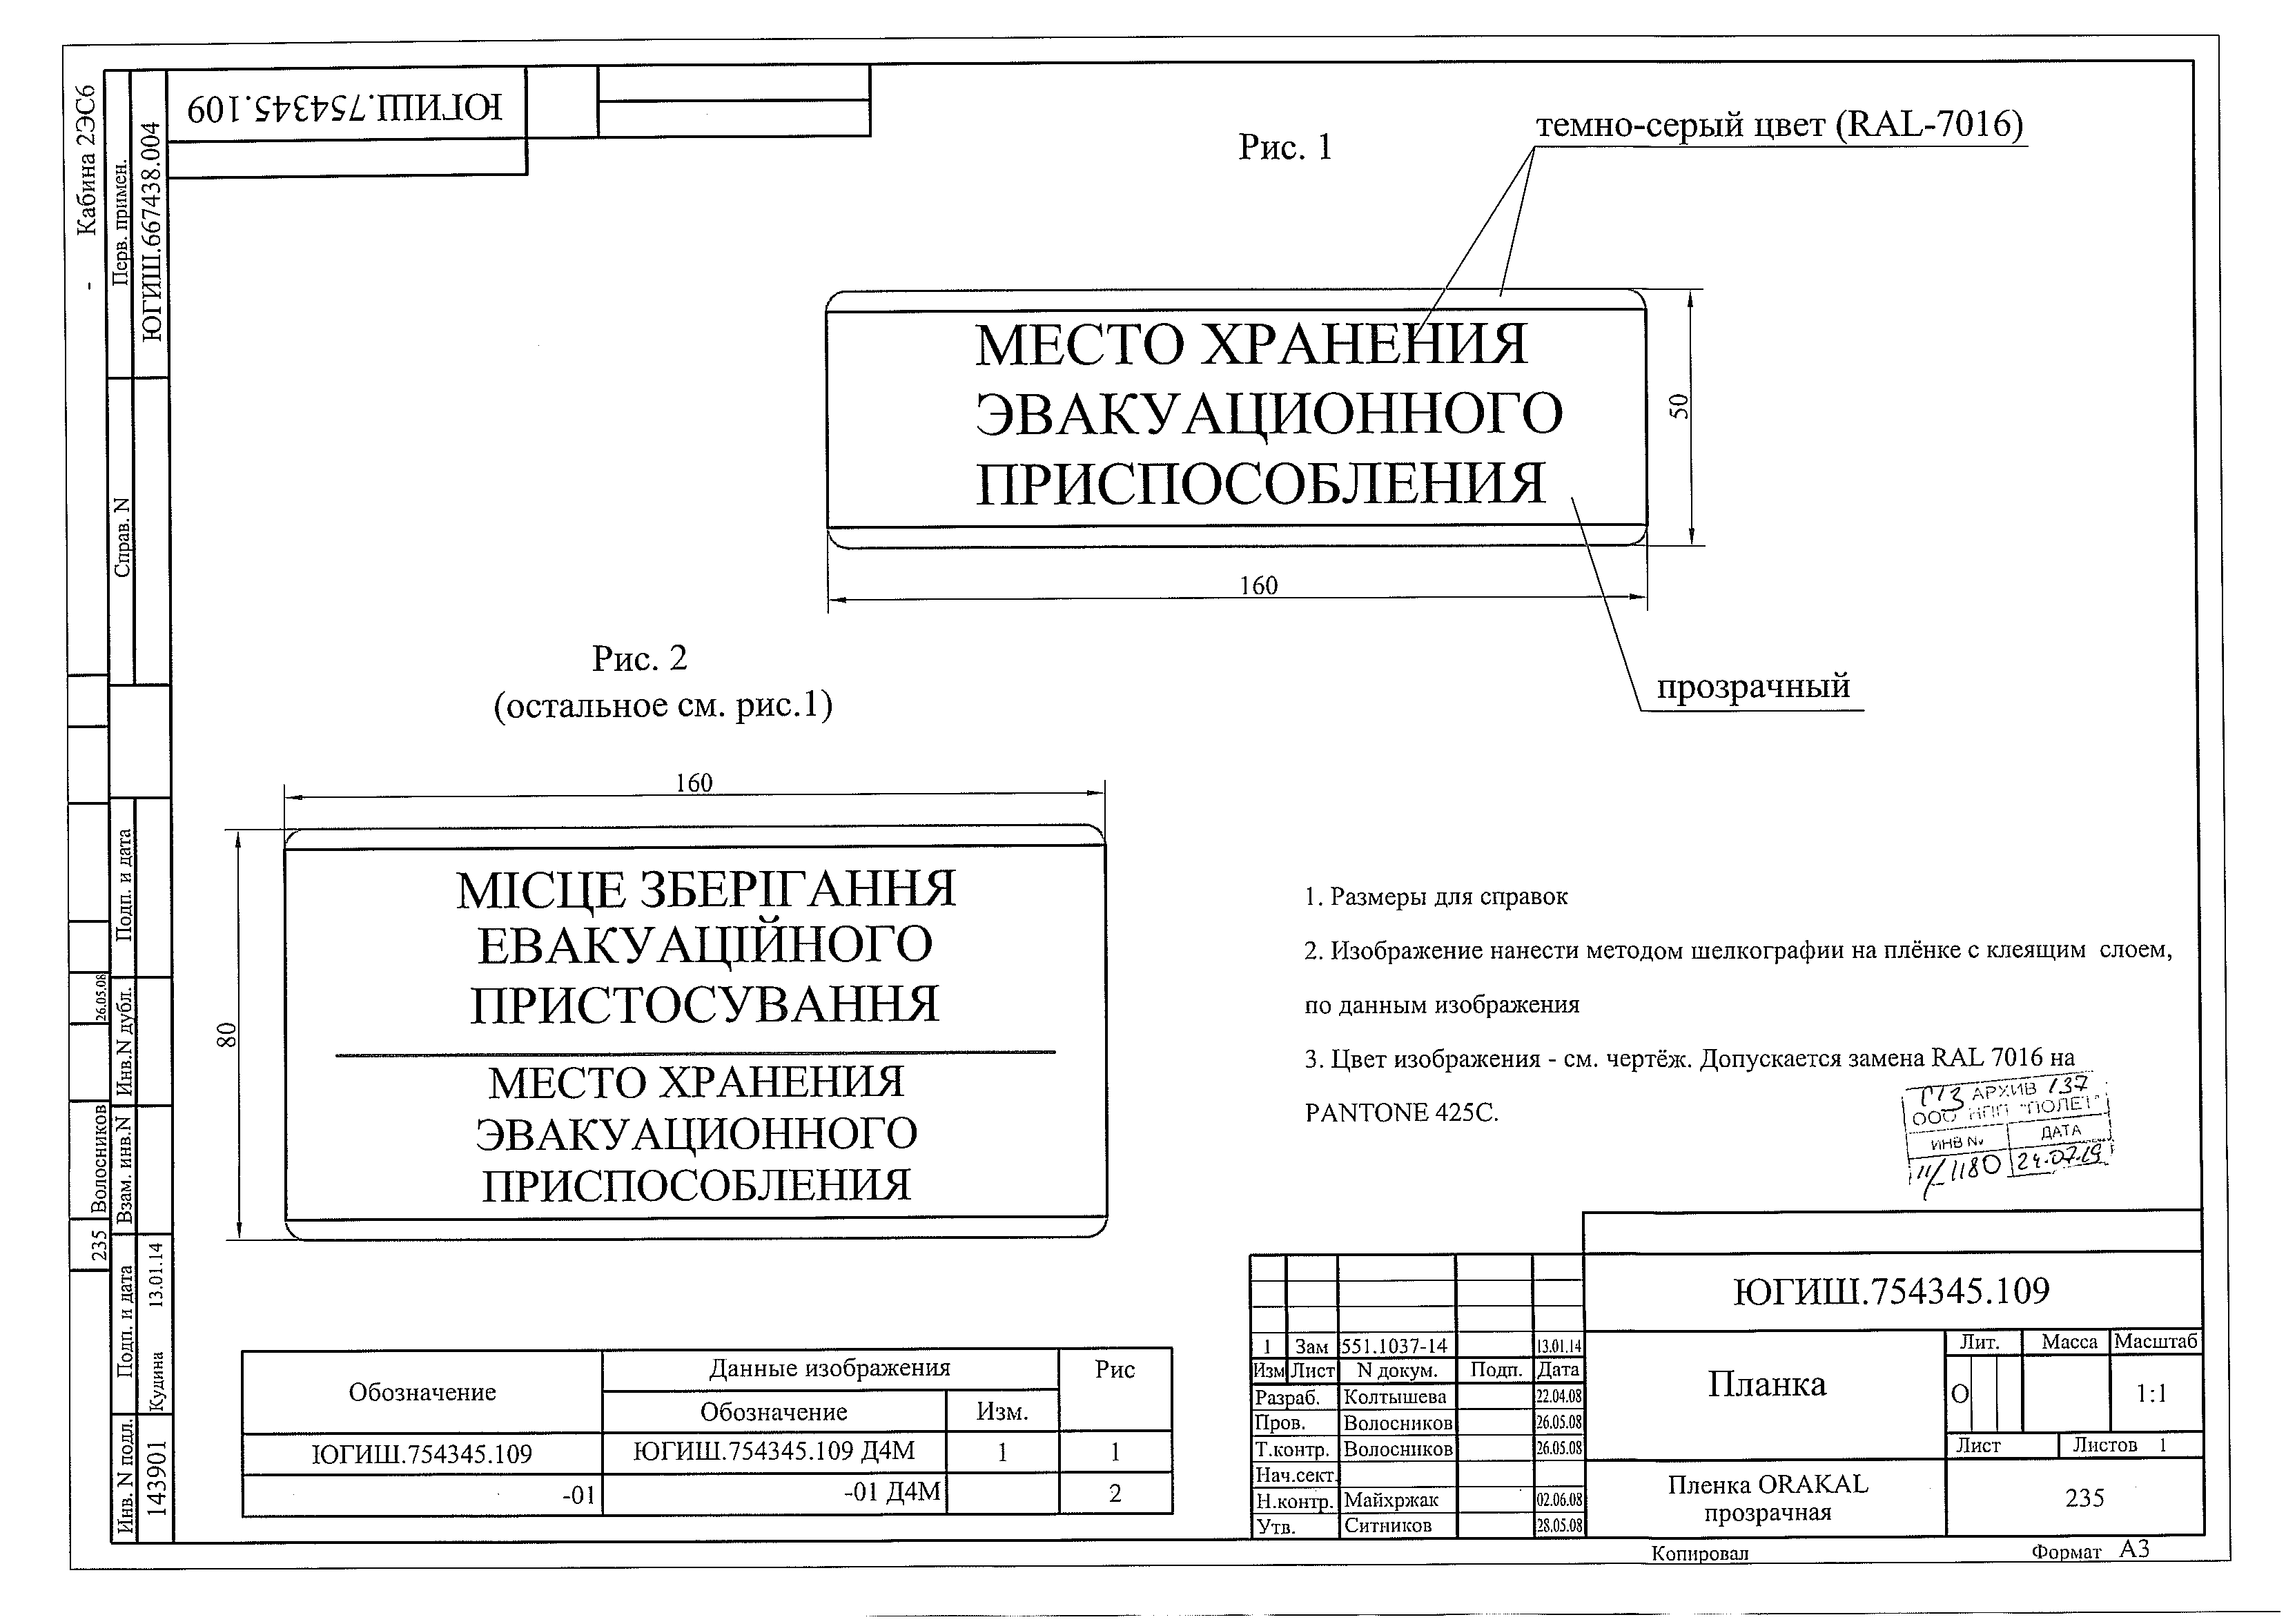 ЮГИШ.754345.109
Кабина 2ЭС6
Перв. примен.
ЮГИШ.667438.004
Справ. N
Подп. и дата
Инв.N дубл.
26.05.08
Взам. инв.N
Волосников
235
Подп. и дата
Кудина 13.01.14
Инв. N подл.
143901
Рис. 1
темно-серый цвет (RAL-7016)
МЕСТО ХРАНЕНИЯ
ЭВАКУАЦИОННОГО
ПРИСПОСОБЛЕНИЯ
50
160
прозрачный
Рис. 2
(остальное см. рис.1)
160
80
МІСЦЕ ЗБЕРІГАННЯ
ЕВАКУАЦІЙНОГО
ПРИСТОСУВАННЯ
МЕСТО ХРАНЕНИЯ
ЭВАКУАЦИОННОГО
ПРИСПОСОБЛЕНИЯ
1. Размеры для справок
2. Изображение нанести методом шелкографии на плёнке с клеящим слоем,
по данным изображения
3. Цвет изображения - см. чертёж. Допускается замена RAL 7016 на
PANTONE 425C.
АРХИВ 137
ООО НПП "ПОЛЕТ"
ИНВ № ДАТА
11/1180 24.07.19
Обозначение Данные изображения Рис
Обозначение Изм.
ЮГИШ.754345.109 ЮГИШ.754345.109 Д4М 1 1
-01 -01 Д4М 2
ЮГИШ.754345.109
1 Зам 551.1037-14 13.01.14
Изм Лист N докум. Подп. Дата
Разраб. Колтышева 22.04.08
Пров. Волосников 26.05.08
Т.контр. Волосников 26.05.08
Нач.сект.
Н.контр. Майхржак 02.06.08
Утв. Ситников 28.05.08
Планка
Лит. Масса Масштаб
О 1:1
Лист Листов 1
Пленка ORAKAL
прозрачная
235
Копировал Формат А3